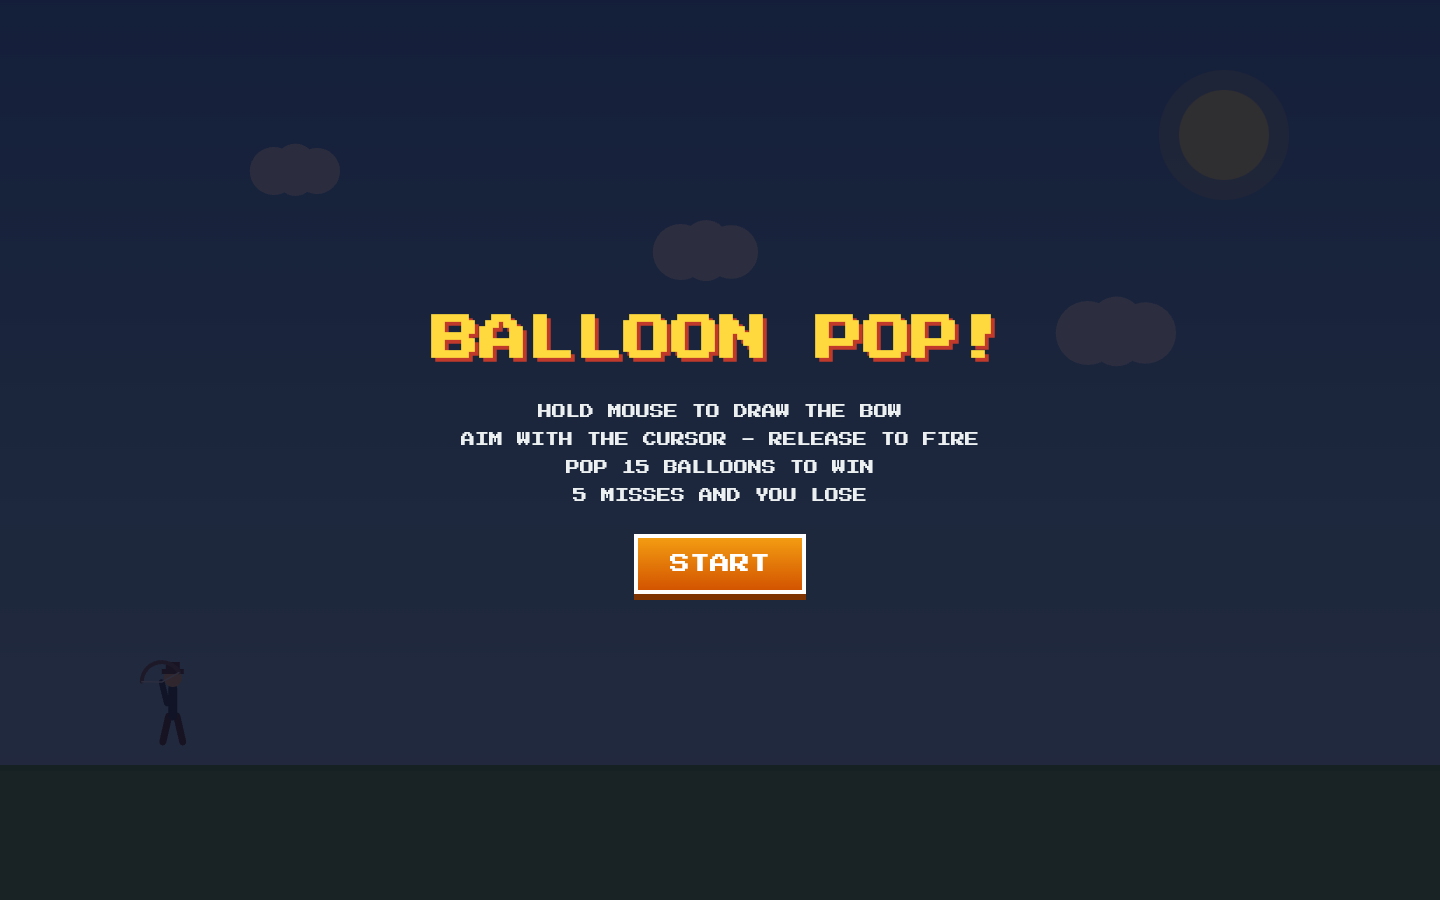 BALLOON POP!
HOLD MOUSE TO DRAW THE BOW
AIM WITH THE CURSOR - RELEASE TO FIRE
POP 15 BALLOONS TO WIN
5 MISSES AND YOU LOSE
START